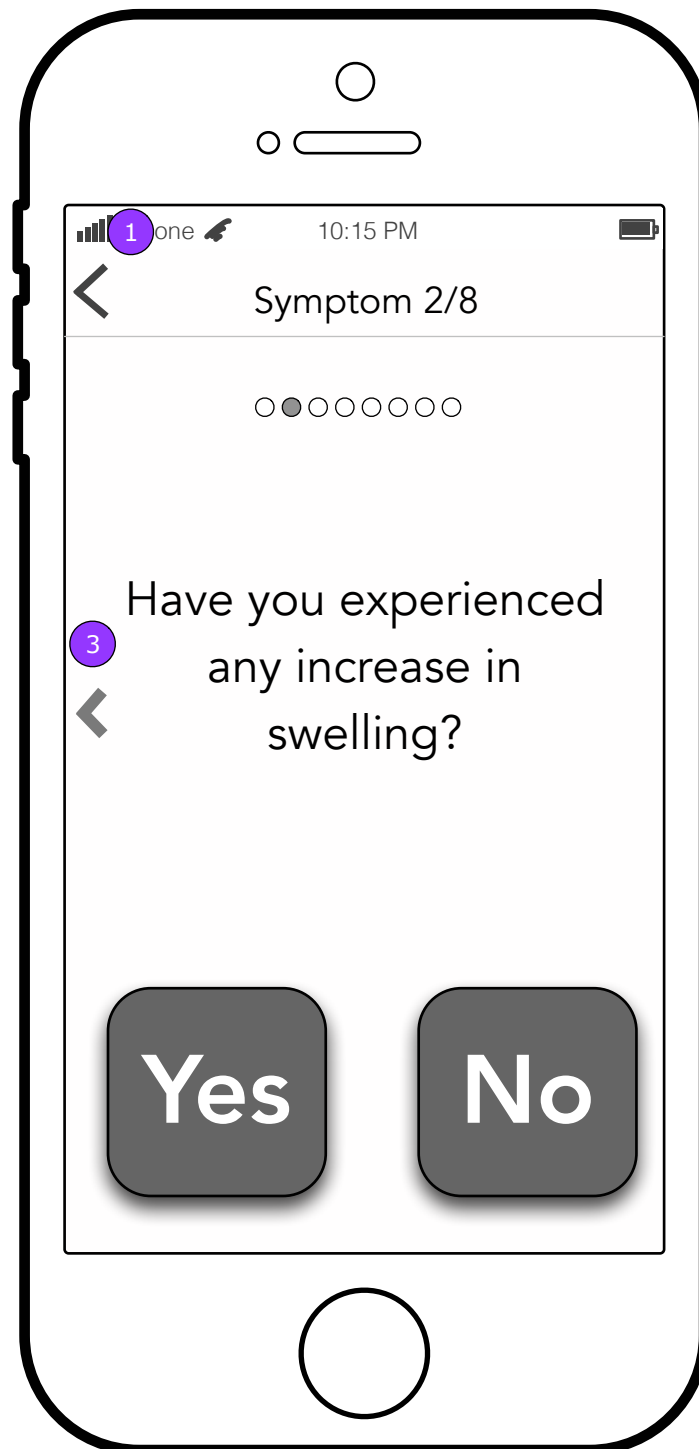 1 one 10:15 PM
Symptom 2/8
Have you experienced
3
any increase in
swelling?
Yes No